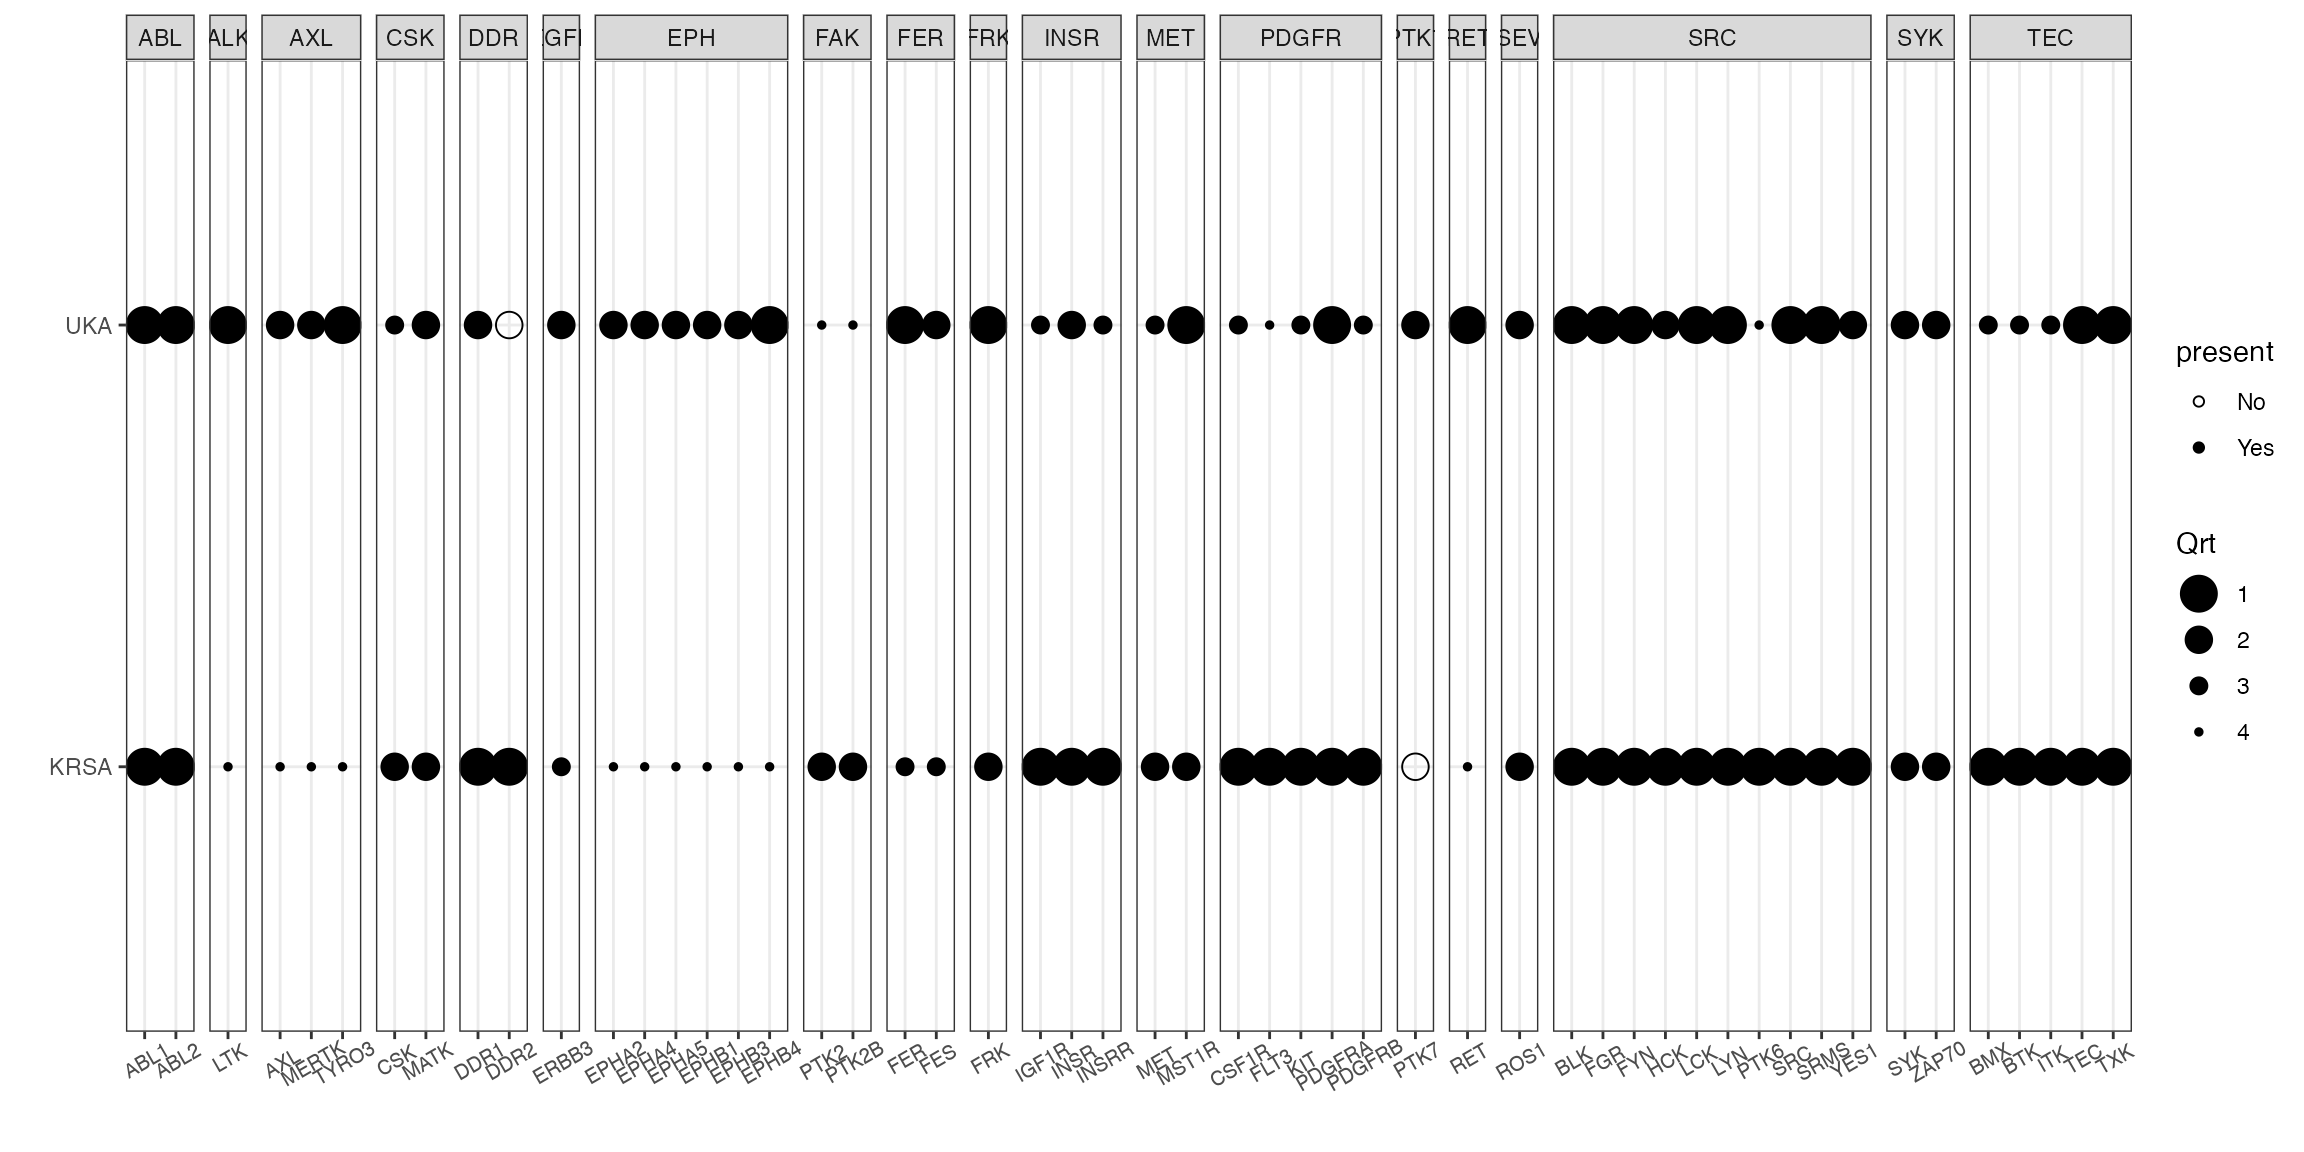 ABL ALK AXL CSK DDR EPH FAK FER FRK INSR MET PDGFR RET SEV SRC SYK TEC
UKA
KRSA
ABL1 ABL2 LTK AXL MERTK TYRO3 CSK MATK DDR1 DDR2 ERBB3 EPHA2 EPHA4 EPHA5 EPHB1 EPHB3 EPHB4 PTK2 PTK2B FER FES FRK IGF1R INSR INSRR MET MST1R CSF1R FLT3 KIT PDGFRA PDGFRB PTK7 RET ROS1 BLK FGR FYN HCK LCK LYN PTK6 SRC SRMS YES1 SYK ZAP70 BMX BTK ITK TEC TXK
present
No
Yes
Qrt
1
2
3
4